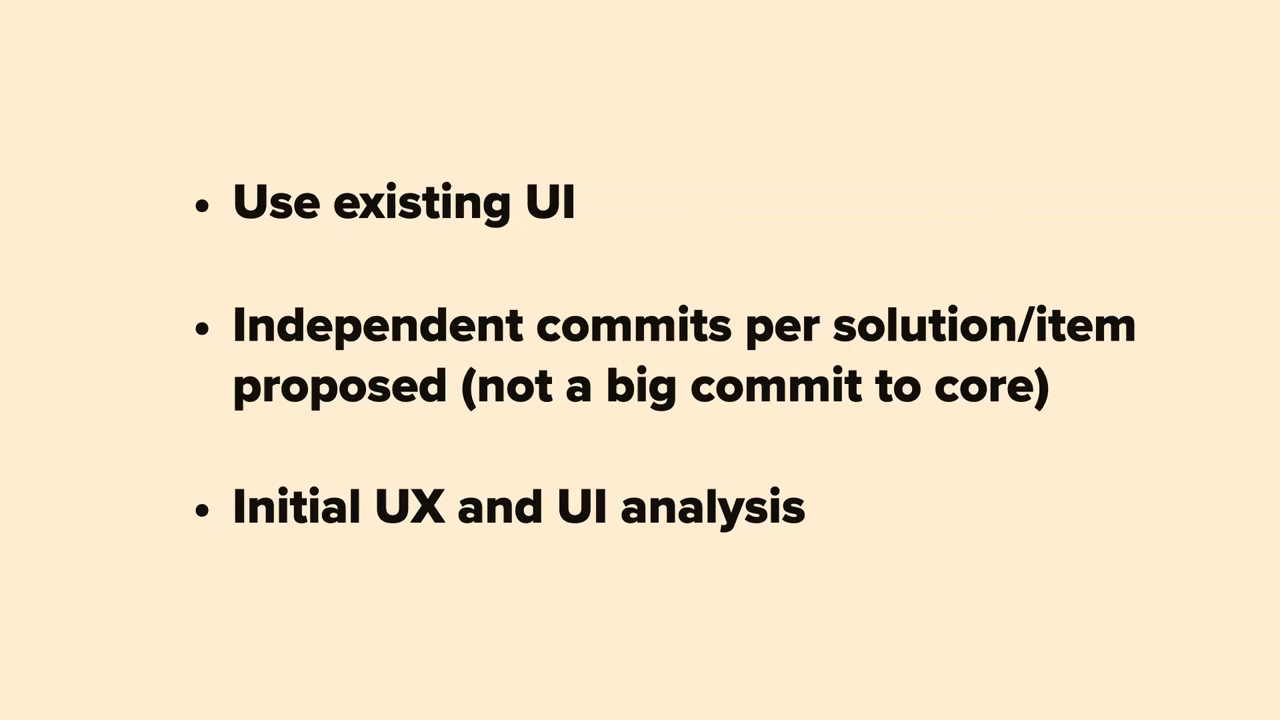 • Use existing UI
• Independent commits per solution/item
proposed (not a big commit to core)
• Initial UX and UI analysis